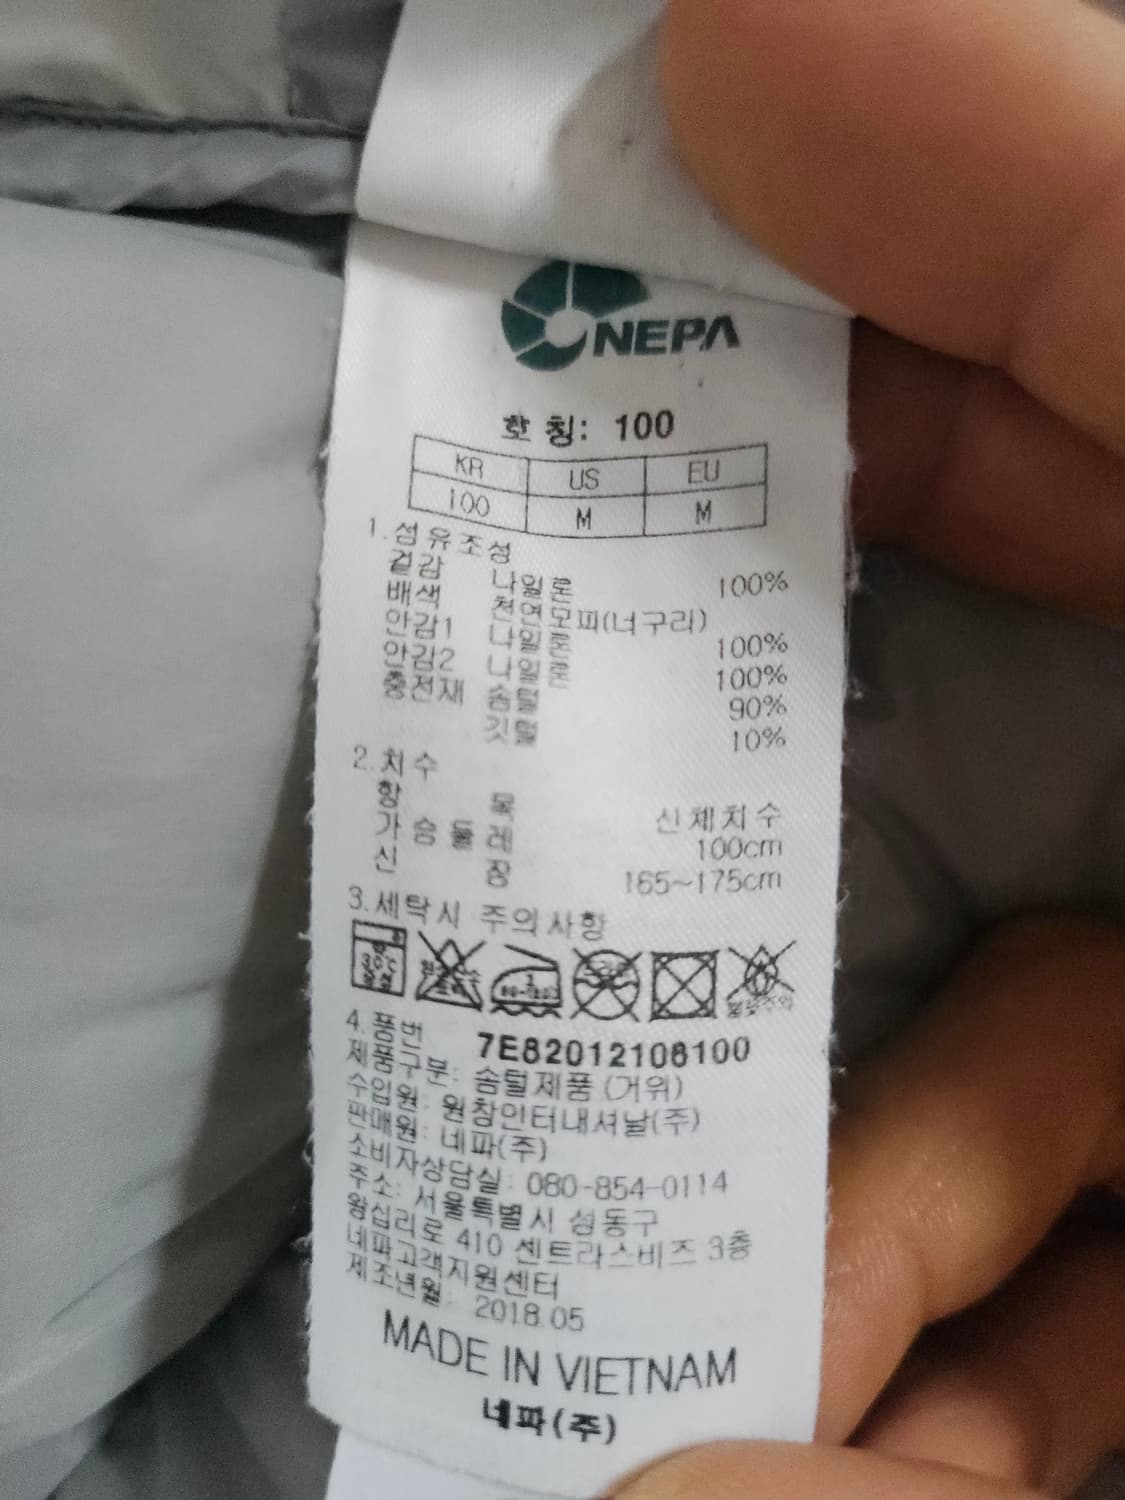 NEPA
호 칭: 100
KR US EU
100 M M
1.섬유조성
겉감 나일론 100%
배색 천연모피(너구리)
안감1 나일론 100%
안감2 나일론 100%
충전재 솜털 90%
깃털 10%
2.치수
항 목 신체치수
가슴둘레 100cm
신 장 165~175cm
3.세탁시 주의사항
4.품번 7E82012108100
제품구분: 솜털제품(거위)
수입원: 원창인터내셔날(주)
판매원: 네파(주)
소비자상담실: 080-854-0114
주소: 서울특별시 성동구
왕십리로 410 센트라스비즈 3층
네파고객지원센터
제조년월: 2018.05
MADE IN VIETNAM
네파(주)